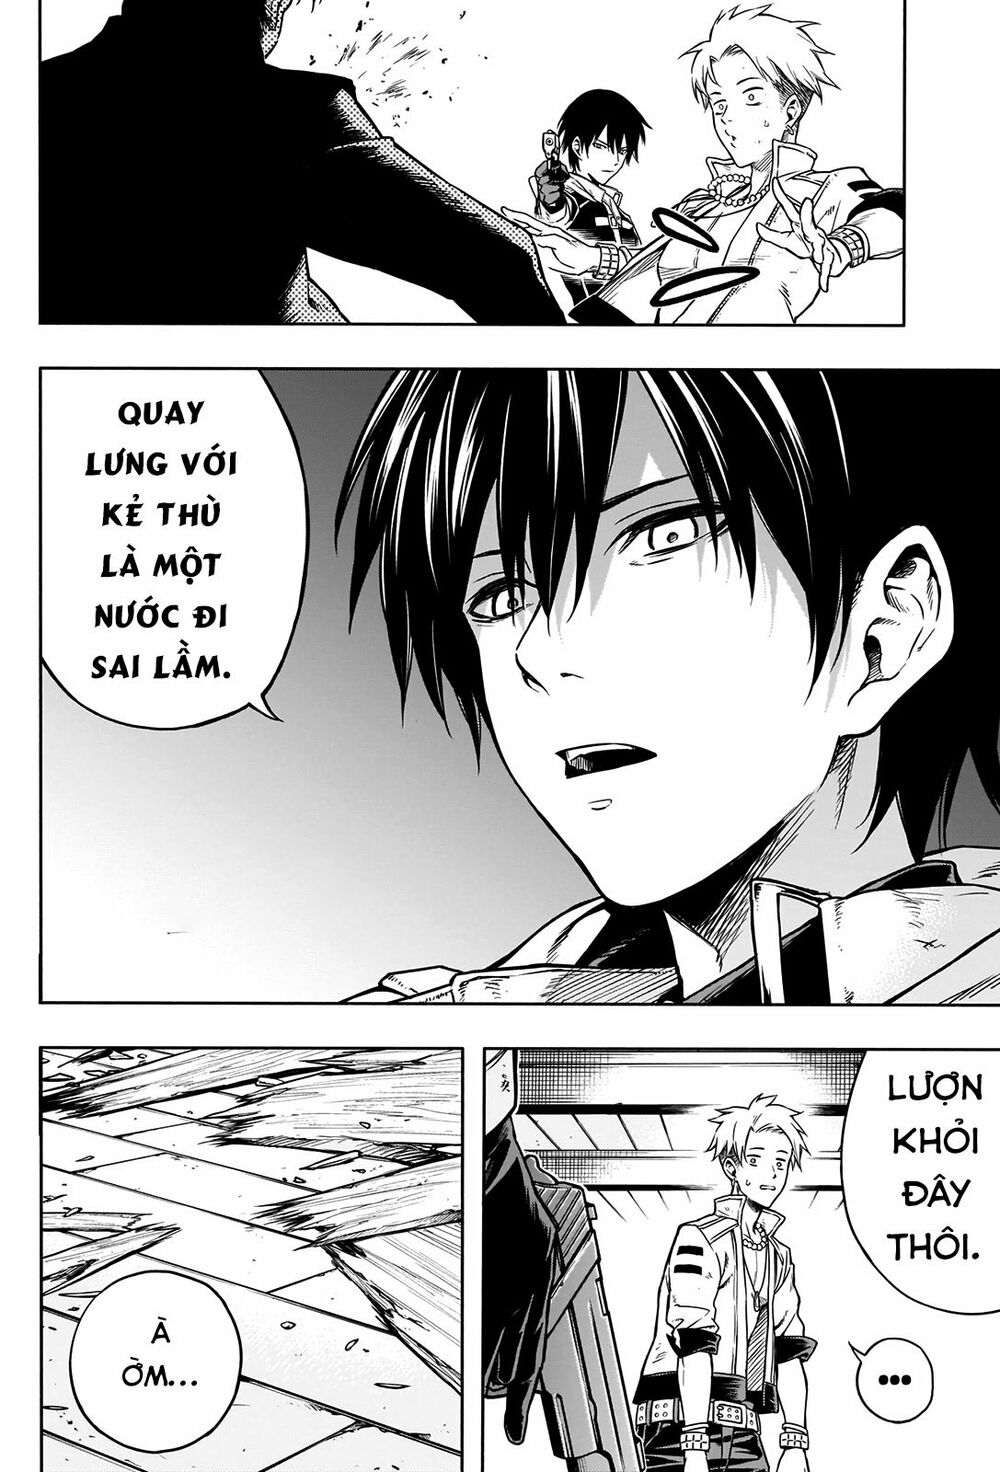 QUAY
LƯNG VỚI
KẺ THÙ
LÀ MỘT
NƯỚC ĐI
SAI LẦM.
LƯỢN
KHỎI
ĐÂY
THÔI.
...
À
ỜM...